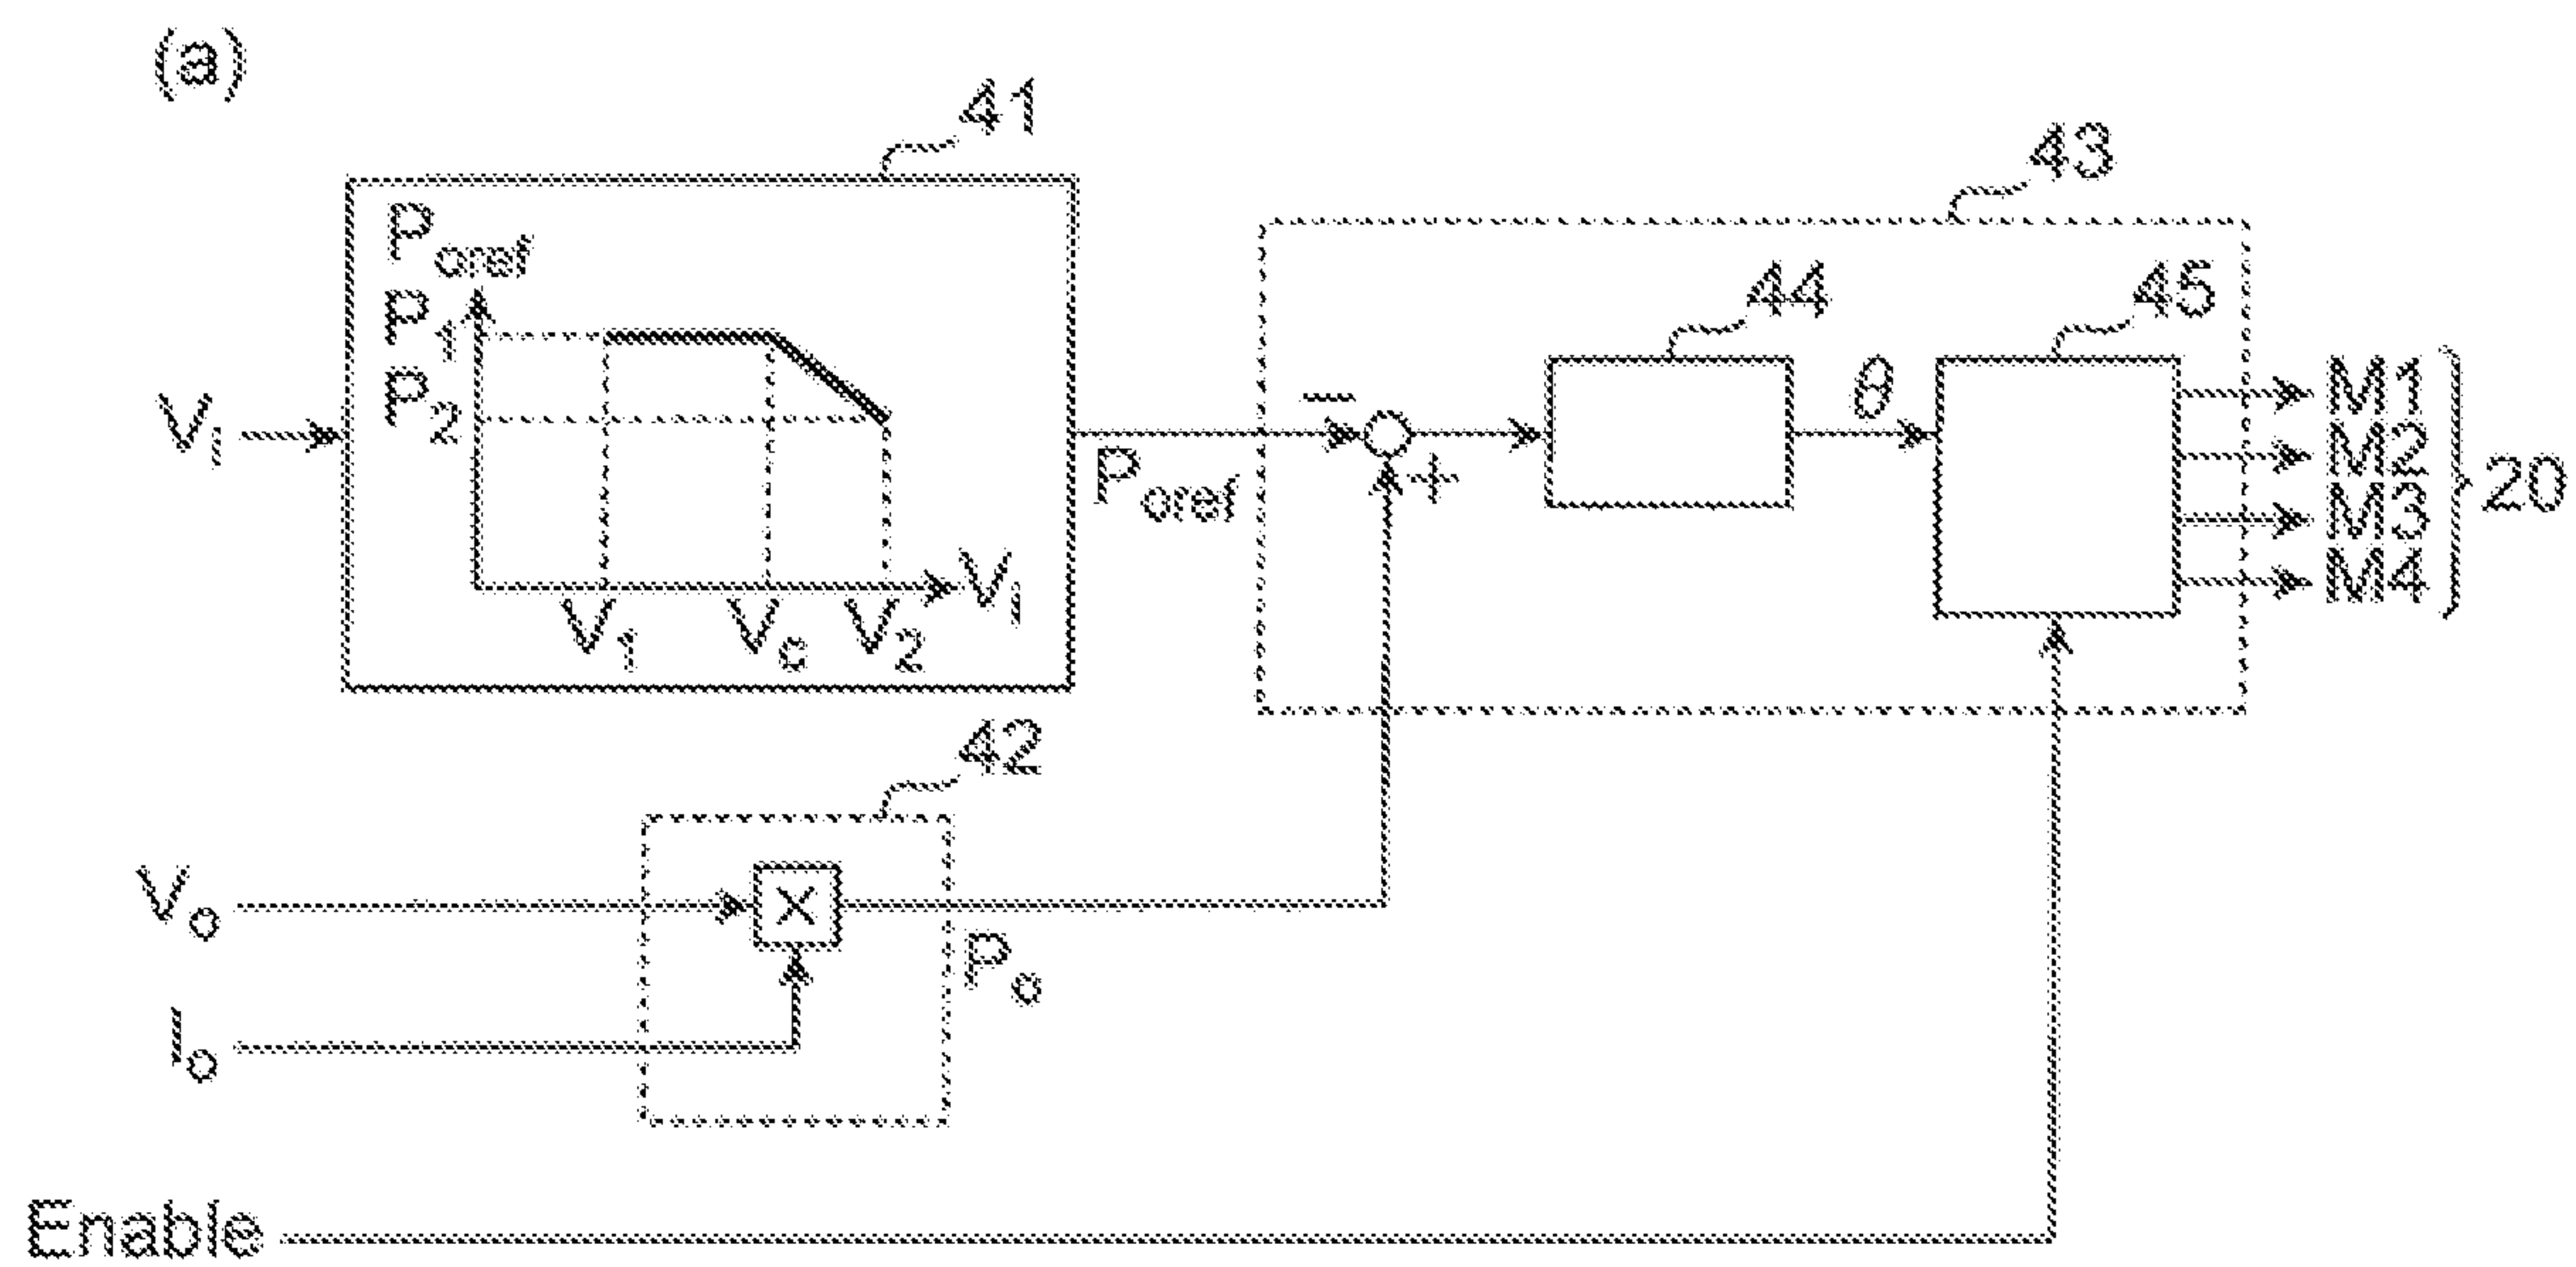 (a)
41
43
Poref
P1
P2
44
45
θ
Vi
M1
M2
M3
M4
20
−
+
Poref
Vi
V1
Vc
V2
42
Vo
×
Po
Io
Enable